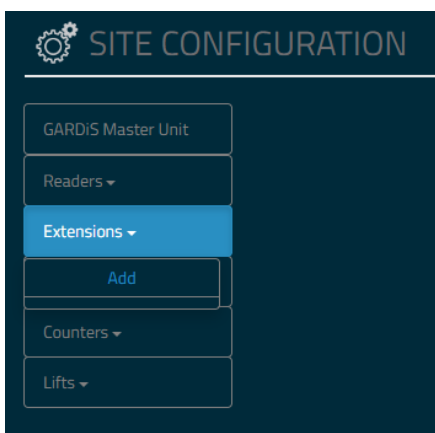 SITE CONFIGURATION
GARDiS Master Unit
Readers
Extensions
Add
Counters
Lifts